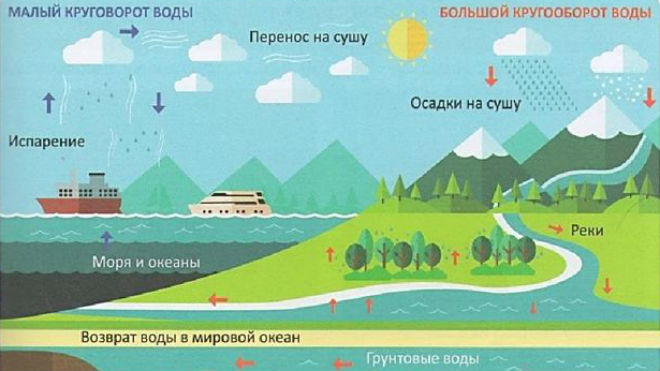 МАЛЫЙ КРУГОВОРОТ ВОДЫ
БОЛЬШОЙ КРУГООБОРОТ ВОДЫ
Перенос на сушу
Осадки на сушу
Испарение
Реки
Моря и океаны
Возврат воды в мировой океан
Грунтовые воды